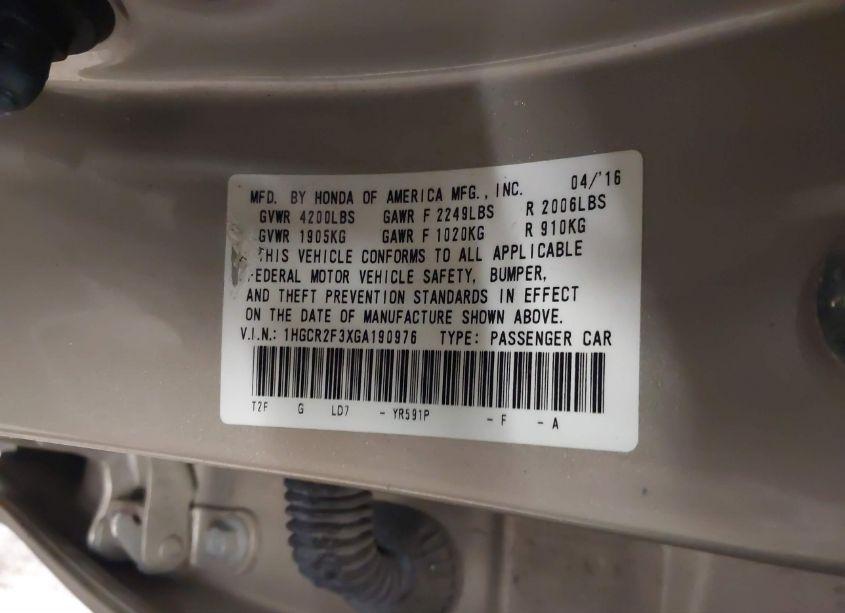 MFD. BY HONDA OF AMERICA MFG., INC. 04/'16
GVWR 4200LBS GAWR F 2249LBS R 2006LBS
GVWR 1905KG GAWR F 1020KG R 910KG
THIS VEHICLE CONFORMS TO ALL APPLICABLE
FEDERAL MOTOR VEHICLE SAFETY, BUMPER,
AND THEFT PREVENTION STANDARDS IN EFFECT
ON THE DATE OF MANUFACTURE SHOWN ABOVE.
V.I.N.: 1HGCR2F3XGA190976 TYPE: PASSENGER CAR
T2F G LD7 - YR591P - F - A